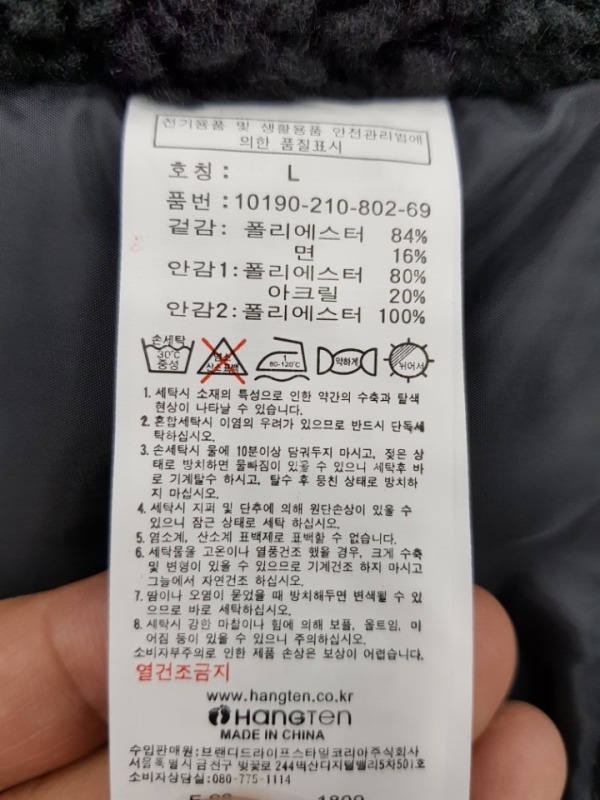 전기용품 및 생활용품 안전관리법에
의한 품질표시
호칭 : L
품번 : 10190-210-802-69
겉감 : 폴리에스터 84%
면 16%
안감1 : 폴리에스터 80%
아크릴 20%
안감2 : 폴리에스터 100%
손세탁
30℃
중성
염소
산소표백
1
80-120℃
약하게
뉘어서
1. 세탁시 소재의 특성으로 인한 약간의 수축과 탈색
현상이 나타날 수 있습니다.
2. 혼합세탁시 이염의 우려가 있으므로 반드시 단독세
탁하십시오.
3. 손세탁시 물에 10분이상 담궈두지 마시고, 젖은 상
태로 방치하면 물빠짐이 있을 수 있으니 세탁후 바
로 기계탈수 하시고, 탈수 후 뭉친 상태로 방치하
지 마십시오.
4. 세탁시 지퍼 및 단추에 의해 원단손상이 있을 수
있으니 잠근 상태로 세탁 하십시오.
5. 염소계, 산소계 표백제로 표백할 수 없습니다.
6. 세탁물을 고온이나 열풍건조 했을 경우, 크게 수축
및 변형이 있을 수 있으므로 기계건조 하지 마시고
그늘에서 자연건조 하십시오.
7. 땀이나 오염이 묻었을 때 방치해두면 변색될 수 있
으므로 바로 세탁하십시오.
8. 세탁시 강한 마찰이나 힘에 의해 보풀, 올트임, 미
어짐 등이 있을 수 있으니 주의하십시오.
소비자부주의로 인한 제품 손상은 보상이 어렵습니다.
열건조금지
www.hangten.co.kr
HANGTEN
MADE IN CHINA
수입판매원:브랜디드라이프스타일코리아주식회사
서울특별시 금천구 벚꽃로 244벽산디지털밸리5차501호
소비자상담실:080-775-1114